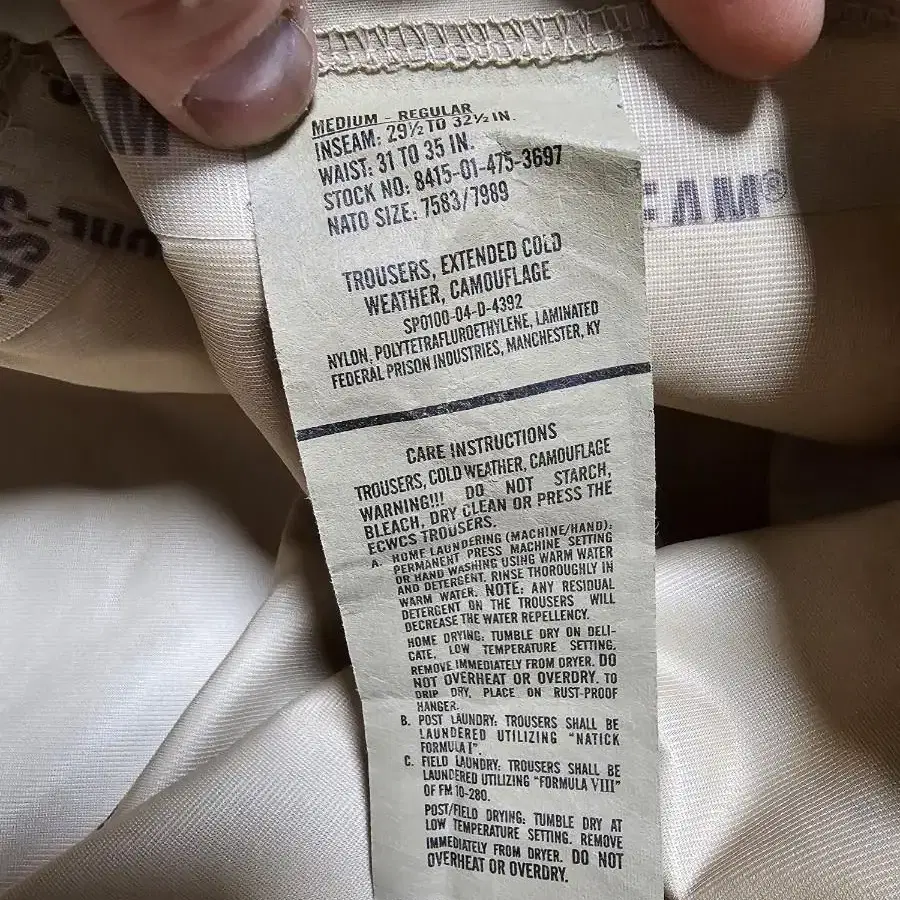 MEDIUM - REGULAR
INSEAM: 29½ TO 32½ IN.
WAIST: 31 TO 35 IN.
STOCK NO: 8415-01-475-3697
NATO SIZE: 7583/7989
TROUSERS, EXTENDED COLD
WEATHER, CAMOUFLAGE
SPO100-04-D-4392
NYLON, POLYTETRAFLUROETHYLENE, LAMINATED
FEDERAL PRISON INDUSTRIES, MANCHESTER, KY
CARE INSTRUCTIONS
TROUSERS, COLD WEATHER, CAMOUFLAGE
WARNING!!! DO NOT STARCH,
BLEACH, DRY CLEAN OR PRESS THE
ECWCS TROUSERS.
A. HOME LAUNDERING (MACHINE/HAND):
PERMANENT PRESS MACHINE SETTING
OR HAND WASHING USING WARM WATER
AND DETERGENT. RINSE THOROUGHLY IN
WARM WATER. NOTE: ANY RESIDUAL
DETERGENT ON THE TROUSERS WILL
DECREASE THE WATER REPELLENCY.
HOME DRYING: TUMBLE DRY ON DELI-
CATE, LOW TEMPERATURE SETTING.
REMOVE IMMEDIATELY FROM DRYER. DO
NOT OVERHEAT OR OVERDRY. TO
DRIP DRY, PLACE ON RUST-PROOF
HANGER.
B. POST LAUNDRY: TROUSERS SHALL BE
LAUNDERED UTILIZING "NATICK
FORMULA I".
C. FIELD LAUNDRY: TROUSERS SHALL BE
LAUNDERED UTILIZING "FORMULA VIII"
OF FM 10-280.
POST/FIELD DRYING: TUMBLE DRY AT
LOW TEMPERATURE SETTING. REMOVE
IMMEDIATELY FROM DRYER. DO NOT
OVERHEAT OR OVERDRY.